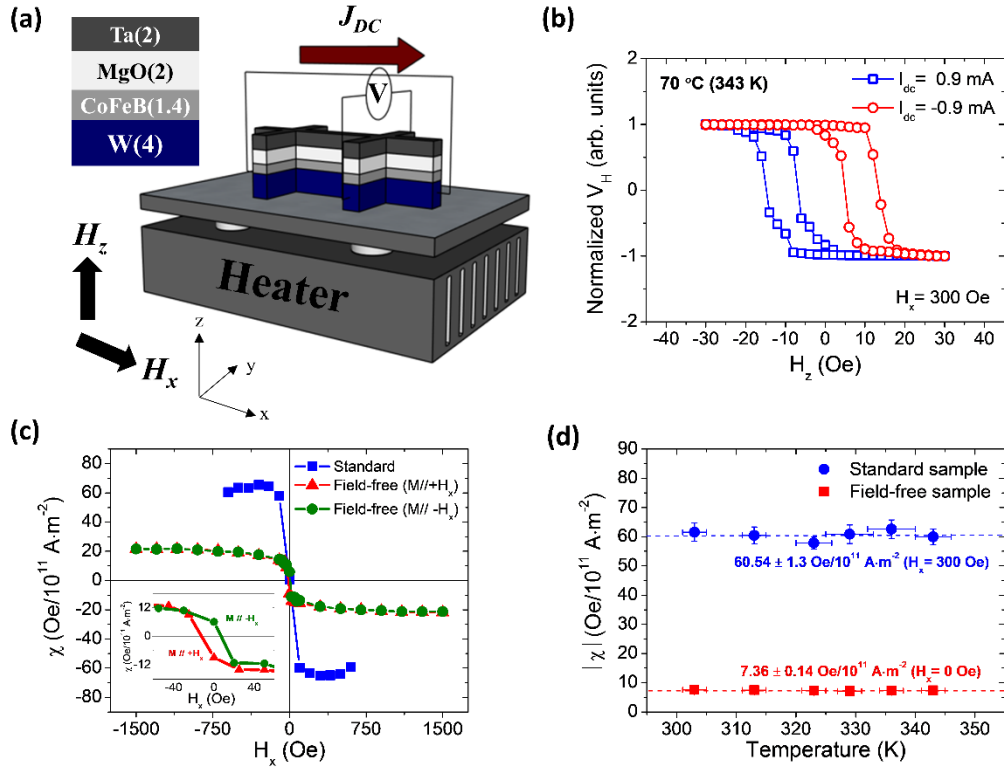 (a)
Ta(2)
MgO(2)
CoFeB(1.4)
W(4)
J_DC
V
Heater
H_z
H_x
z
y
x
(b)
70 °C (343 K)
I_dc = 0.9 mA
I_dc = -0.9 mA
H_x = 300 Oe
Normalized V_H (arb. units)
2
1
0
-1
-2
-40 -30 -20 -10 0 10 20 30 40
H_z (Oe)
(c)
Standard
Field-free (M//+H_x)
Field-free (M// -H_x)
χ (Oe/10^11 A·m^-2)
80
60
40
20
0
-20
-40
-60
-80
-1500 -750 0 750 1500
H_x (Oe)
χ (Oe/10^11 A·m^-2)
12
0
-12
M // -H_x
M // +H_x
-40 0 40
H_x (Oe)
(d)
Standard sample
Field-free sample
| χ | (Oe/10^11 A·m^-2)
90
80
70
60
50
40
30
20
10
0
60.54 ± 1.3 Oe/10^11 A·m^-2 (H_x = 300 Oe)
7.36 ± 0.14 Oe/10^11 A·m^-2 (H_x = 0 Oe)
300 310 320 330 340 350
Temperature (K)